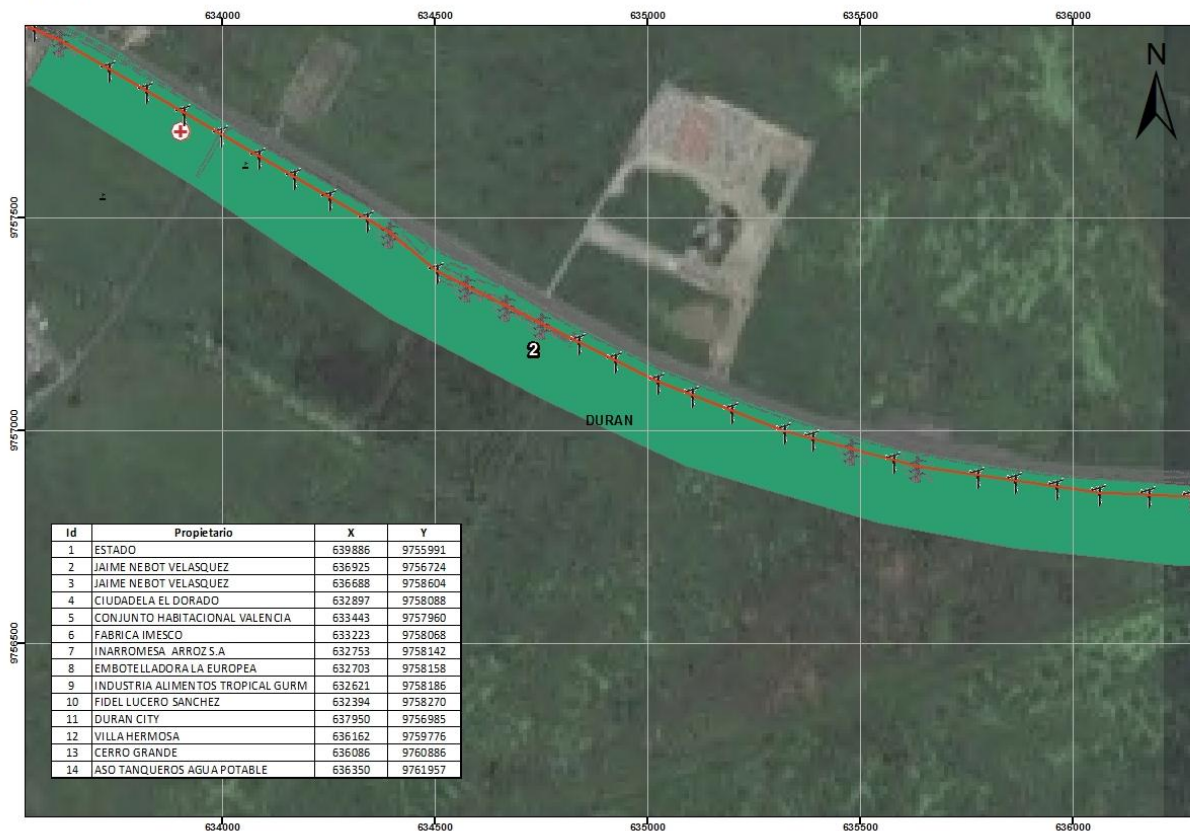 634000 634500 635000 635500 636000
N
9757500
2
DURAN
9757000
Id Propietario X Y
1 ESTADO 639886 9755991
2 JAIME NEBOT VELASQUEZ 636925 9756724
3 JAIME NEBOT VELASQUEZ 636688 9758604
4 CIUDADELA EL DORADO 632897 9758088
5 CONJUNTO HABITACIONAL VALENCIA 633443 9757960
6 FABRICA IMESCO 633223 9758068
7 INARROMESA ARROZ S.A 632753 9758142
8 EMBOTELLADORA LA EUROPEA 632703 9758158
9 INDUSTRIA ALIMENTOS TROPICAL GURM 632621 9758186
10 FIDEL LUCERO SANCHEZ 632394 9758270
11 DURAN CITY 637950 9756985
12 VILLA HERMOSA 636162 9759776
13 CERRO GRANDE 636086 9760886
14 ASO TANQUEROS AGUA POTABLE 636350 9761957
9756500
634000 634500 635000 635500 636000